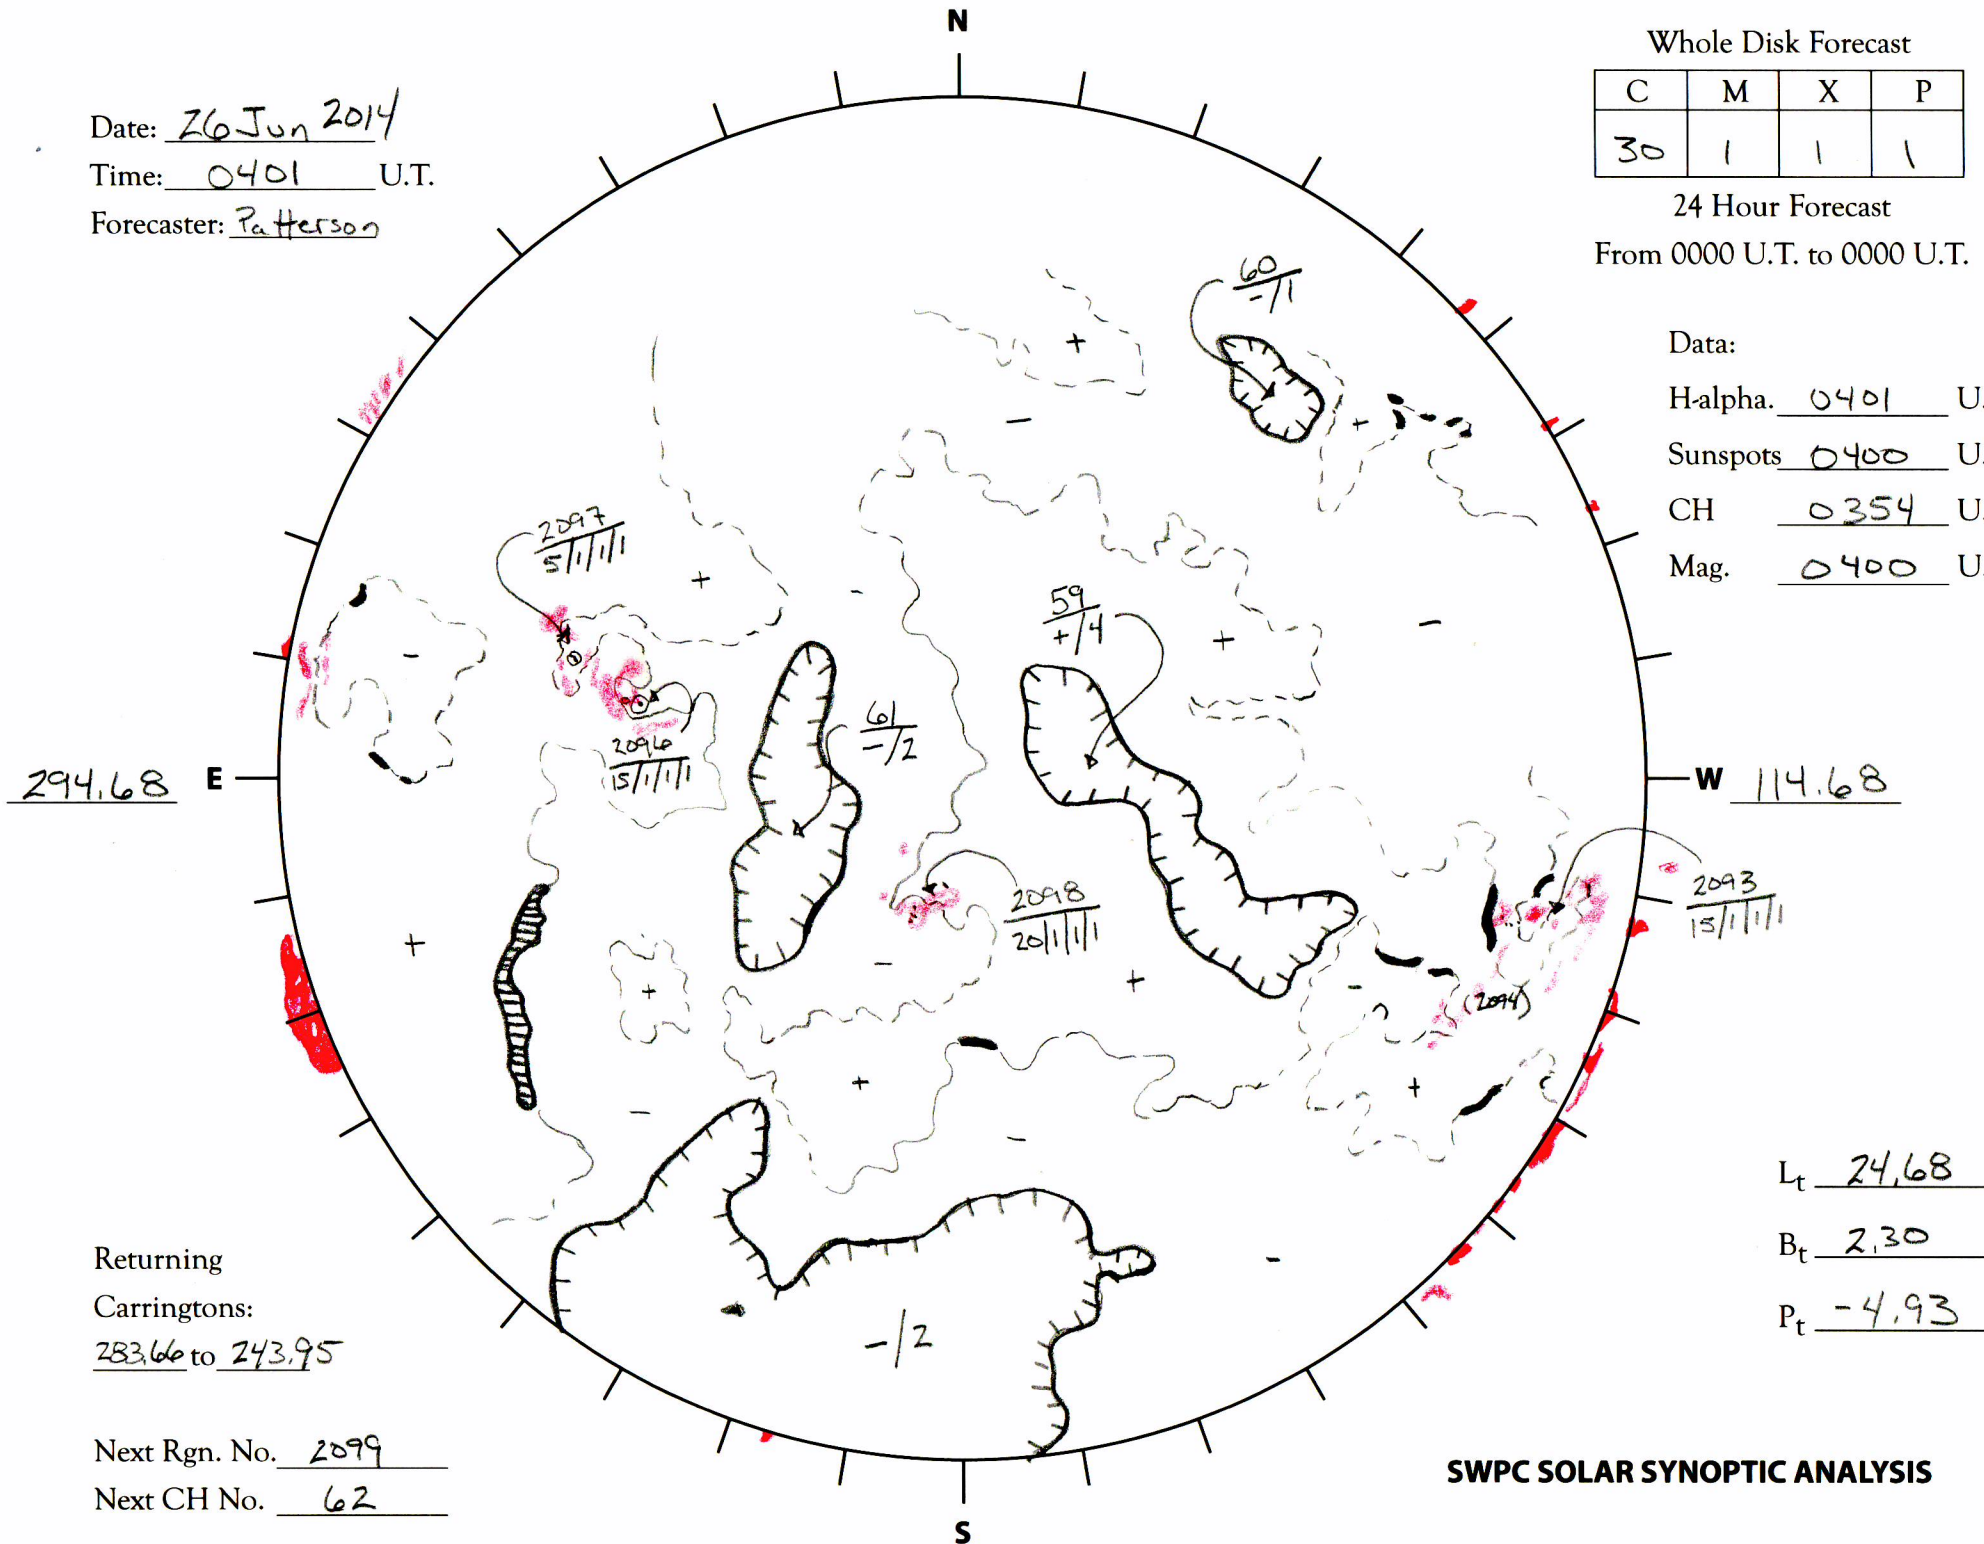 N
Whole Disk Forecast
C M X P
30 1 1 1
24 Hour Forecast
From 0000 U.T. to 0000 U.T.
Date: 26 Jun 2014
Time: 0401 U.T.
Forecaster: Patterson
Data:
H-alpha. 0401 U.
Sunspots 0400 U.
CH 0354 U.
Mag. 0400 U.
60
-/1
+
-
+
2097
5/1/1/1
+
-
59
+/4
+
-
-
61
-/2
2096
15/1/1/1
294.68 E
W 114.68
2098
20/1/1/1
2093
15/1/1/1
+
-
+
+
-
(2094)
+
+
-
-
-
-/2
Lt 24.68
Bt 2.30
Pt -4.93
Returning
Carringtons:
283.66 to 243.95
Next Rgn. No. 2099
Next CH No. 62
SWPC SOLAR SYNOPTIC ANALYSIS
S